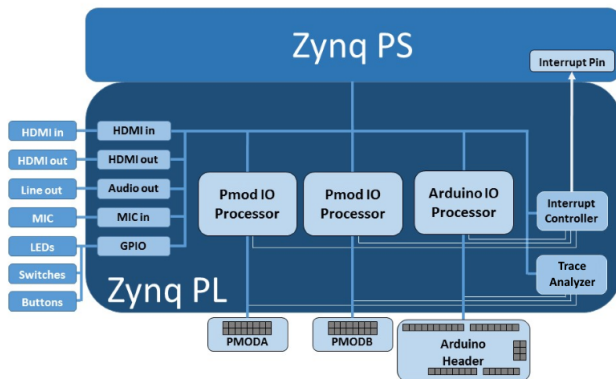 Zynq PS
Interrupt Pin
HDMI in
HDMI in
HDMI out
HDMI out
Line out
Audio out
MIC
MIC in
LEDs
GPIO
Switches
Buttons
Pmod IO
Processor
Pmod IO
Processor
Arduino IO
Processor
Interrupt
Controller
Trace
Analyzer
Zynq PL
PMODA
PMODB
Arduino
Header